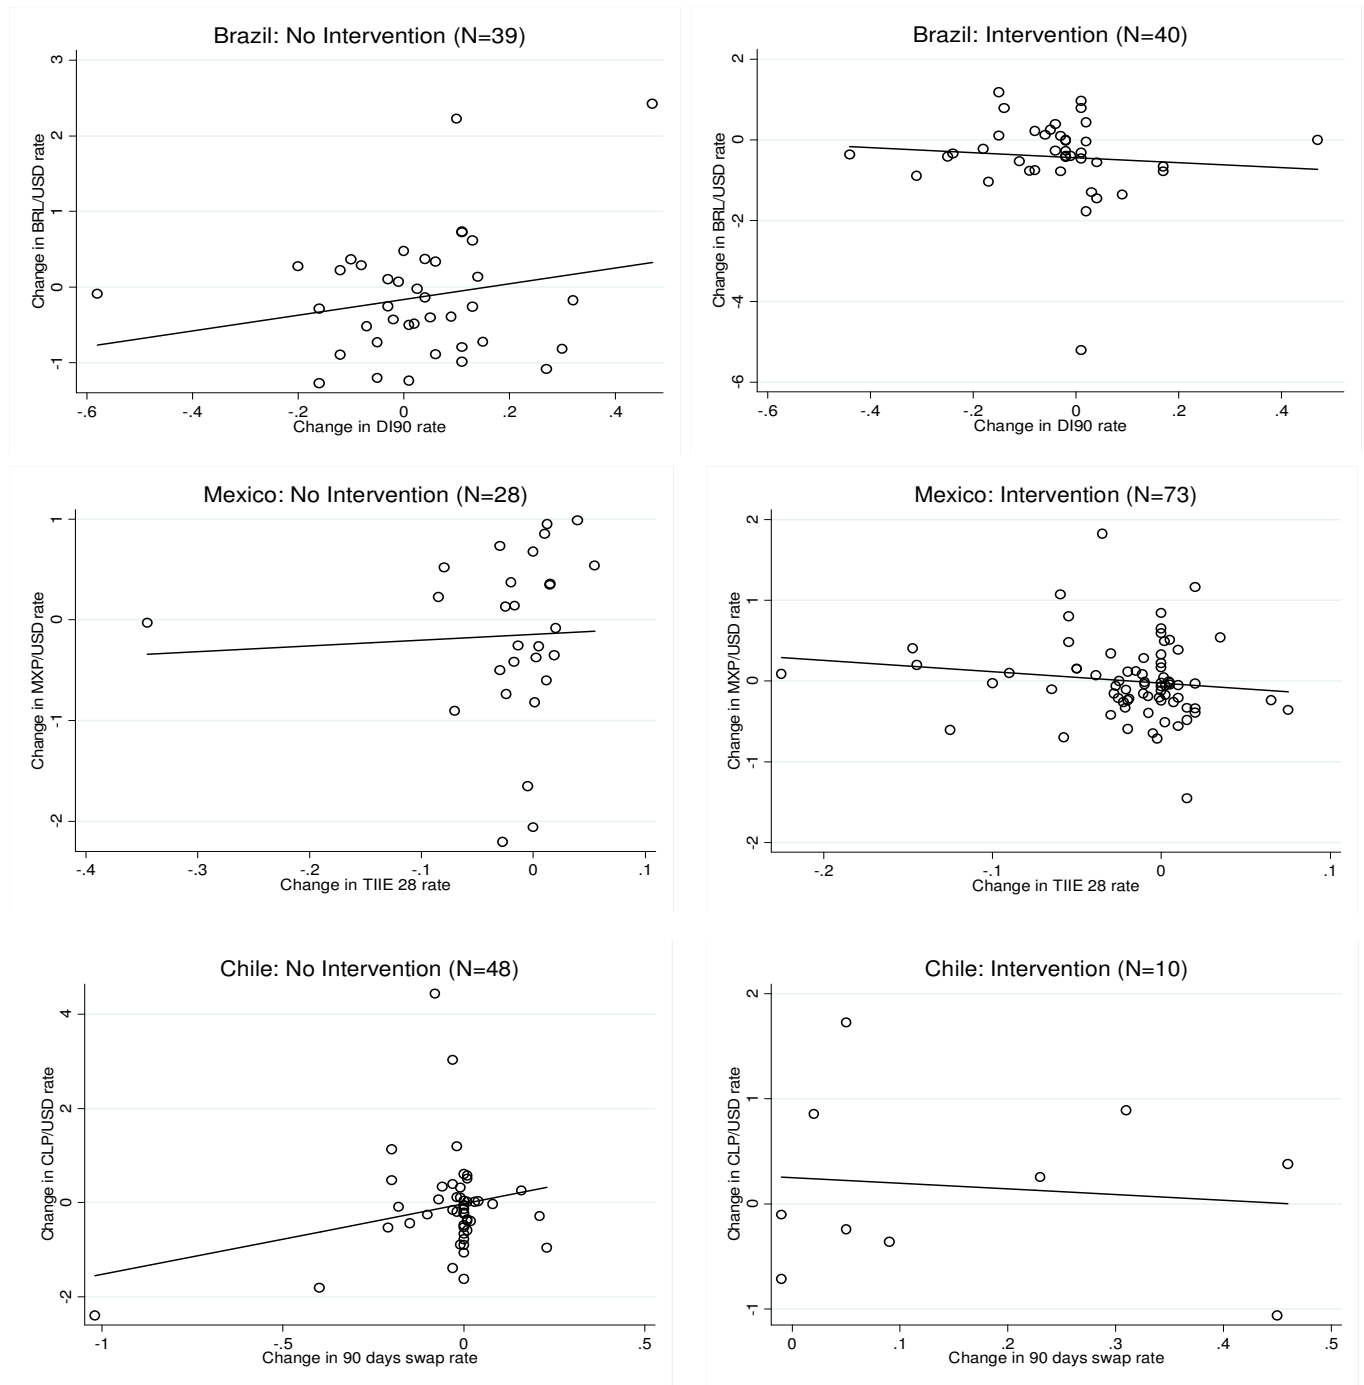 Brazil: No Intervention (N=39)
Change in BRL/USD rate
3
2
1
0
-1
-.6 -.4 -.2 0 .2 .4
Change in DI90 rate
Brazil: Intervention (N=40)
Change in BRL/USD rate
2
0
-2
-4
-6
-.6 -.4 -.2 0 .2 .4
Change in DI90 rate
Mexico: No Intervention (N=28)
Change in MXP/USD rate
1
0
-1
-2
-.4 -.3 -.2 -.1 0 .1
Change in TIIE 28 rate
Mexico: Intervention (N=73)
Change in MXP/USD rate
2
1
0
-1
-2
-.2 -.1 0 .1
Change in TIIE 28 rate
Chile: No Intervention (N=48)
Change in CLP/USD rate
4
2
0
-2
-1 -.5 0 .5
Change in 90 days swap rate
Chile: Intervention (N=10)
Change in CLP/USD rate
2
1
0
-1
0 .1 .2 .3 .4 .5
Change in 90 days swap rate